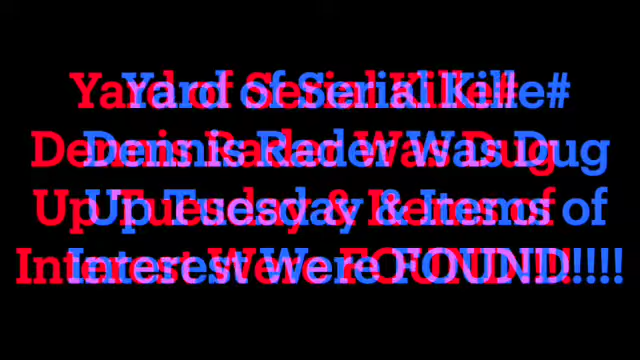 Yard of Serial Kille#
Dennis Rader Was Dug
Up Tuesday & Items of
Interest Were FOUND!!!!